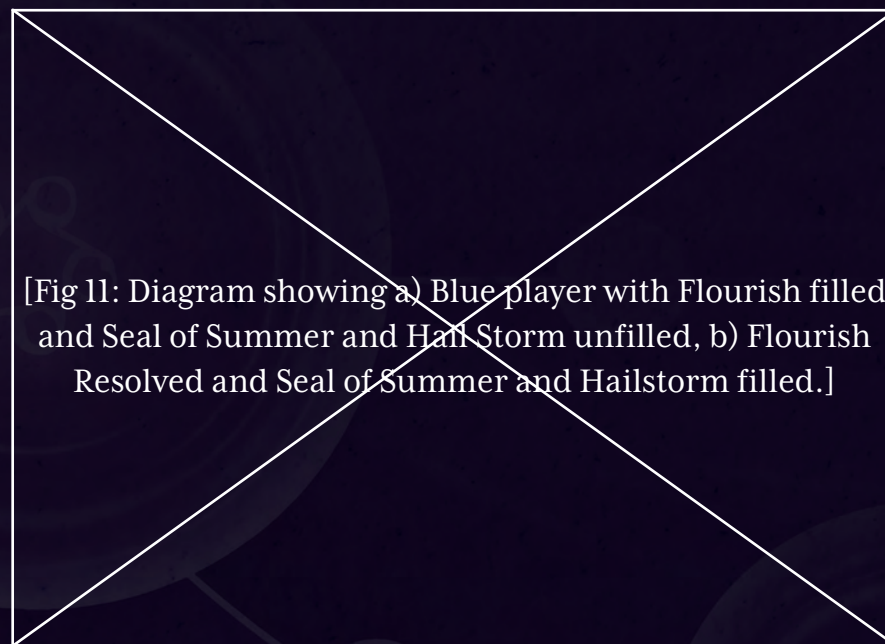 [Fig 11: Diagram showing a) Blue player with Flourish filled
and Seal of Summer and Hail Storm unfilled, b) Flourish
Resolved and Seal of Summer and Hailstorm filled.]